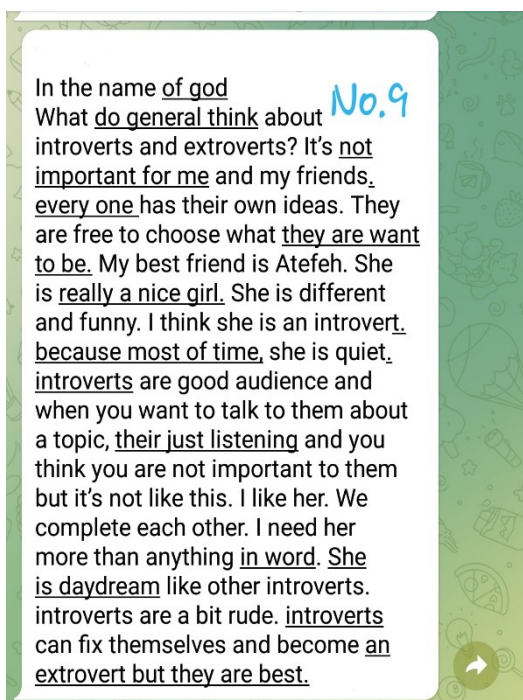 In the name of god
No.9
What do general think about
introverts and extroverts? It’s not
important for me and my friends.
every one has their own ideas. They
are free to choose what they are want
to be. My best friend is Atefeh. She
is really a nice girl. She is different
and funny. I think she is an introvert.
because most of time, she is quiet.
introverts are good audience and
when you want to talk to them about
a topic, their just listening and you
think you are not important to them
but it’s not like this. I like her. We
complete each other. I need her
more than anything in word. She
is daydream like other introverts.
introverts are a bit rude. introverts
can fix themselves and become an
extrovert but they are best.